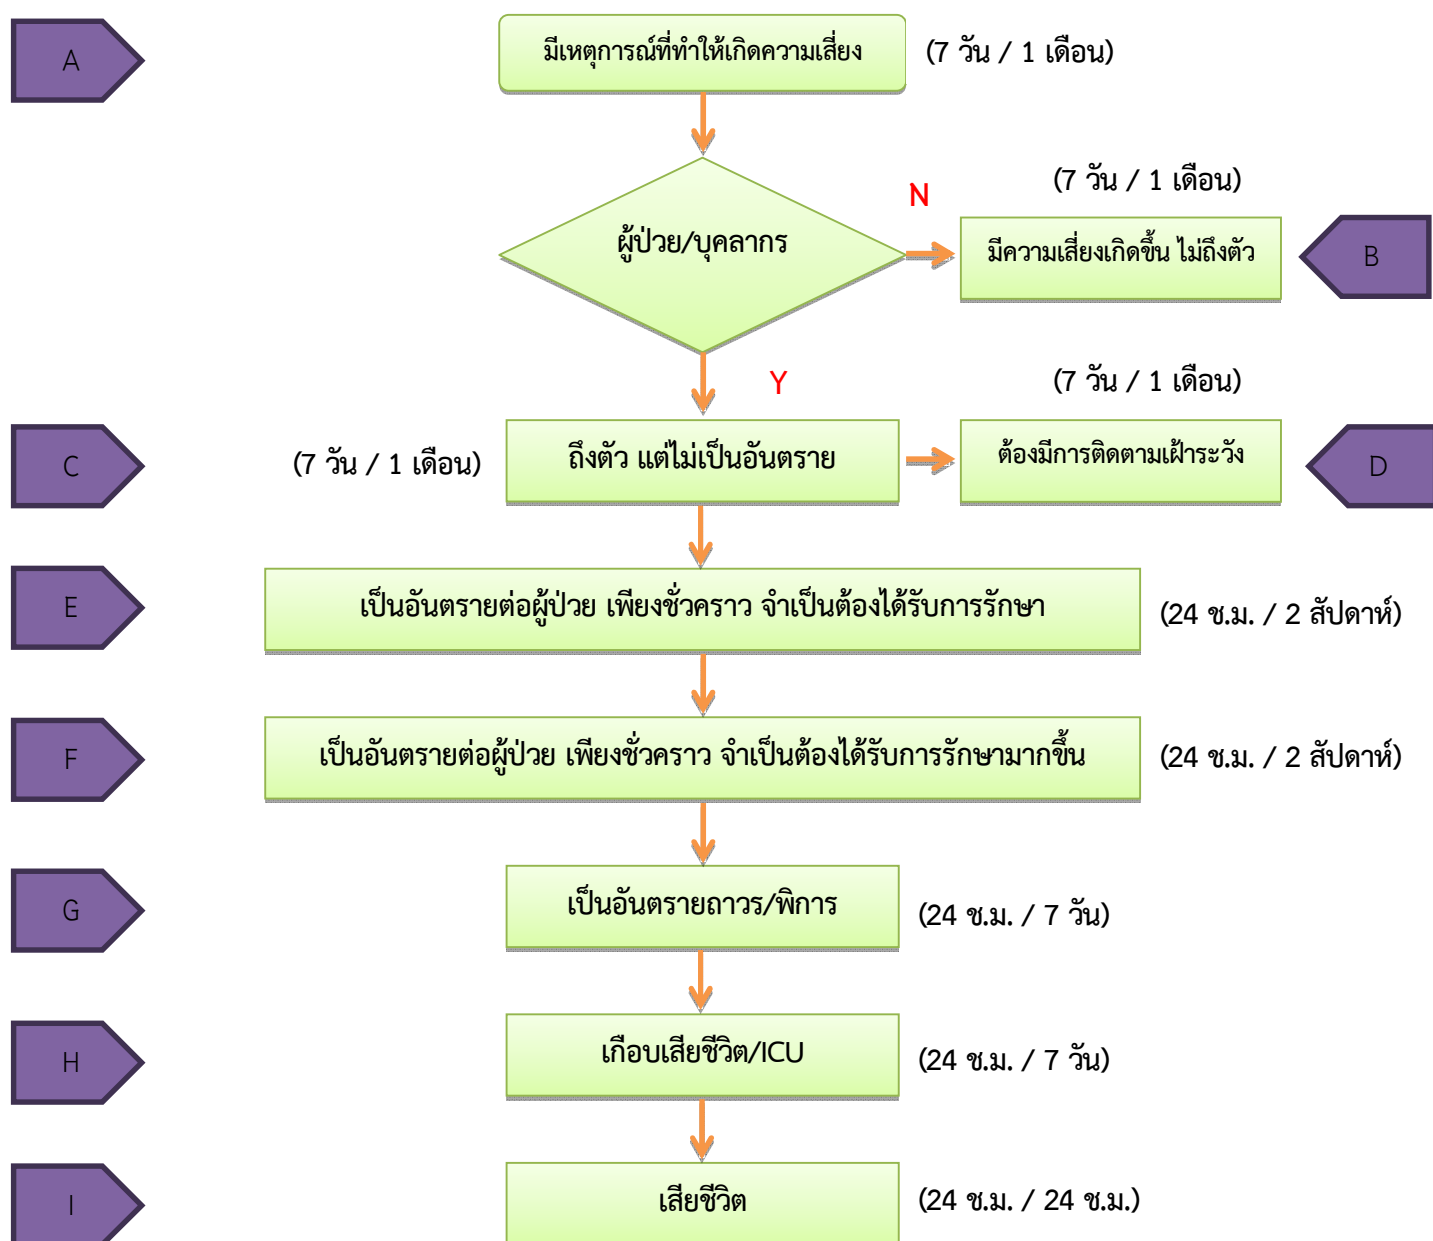 A
มีเหตุการณ์ที่ทำให้เกิดความเสี่ยง
(7 วัน / 1 เดือน)
ผู้ป่วย/บุคลากร
N
(7 วัน / 1 เดือน)
มีความเสี่ยงเกิดขึ้น ไม่ถึงตัว
B
Y
(7 วัน / 1 เดือน)
C
(7 วัน / 1 เดือน)
ถึงตัว แต่ไม่เป็นอันตราย
ต้องมีการติดตามเฝ้าระวัง
D
E
เป็นอันตรายต่อผู้ป่วย เพียงชั่วคราว จำเป็นต้องได้รับการรักษา
(24 ช.ม. / 2 สัปดาห์)
F
เป็นอันตรายต่อผู้ป่วย เพียงชั่วคราว จำเป็นต้องได้รับการรักษามากขึ้น
(24 ช.ม. / 2 สัปดาห์)
G
เป็นอันตรายถาวร/พิการ
(24 ช.ม. / 7 วัน)
H
เกือบเสียชีวิต/ICU
(24 ช.ม. / 7 วัน)
I
เสียชีวิต
(24 ช.ม. / 24 ช.ม.)